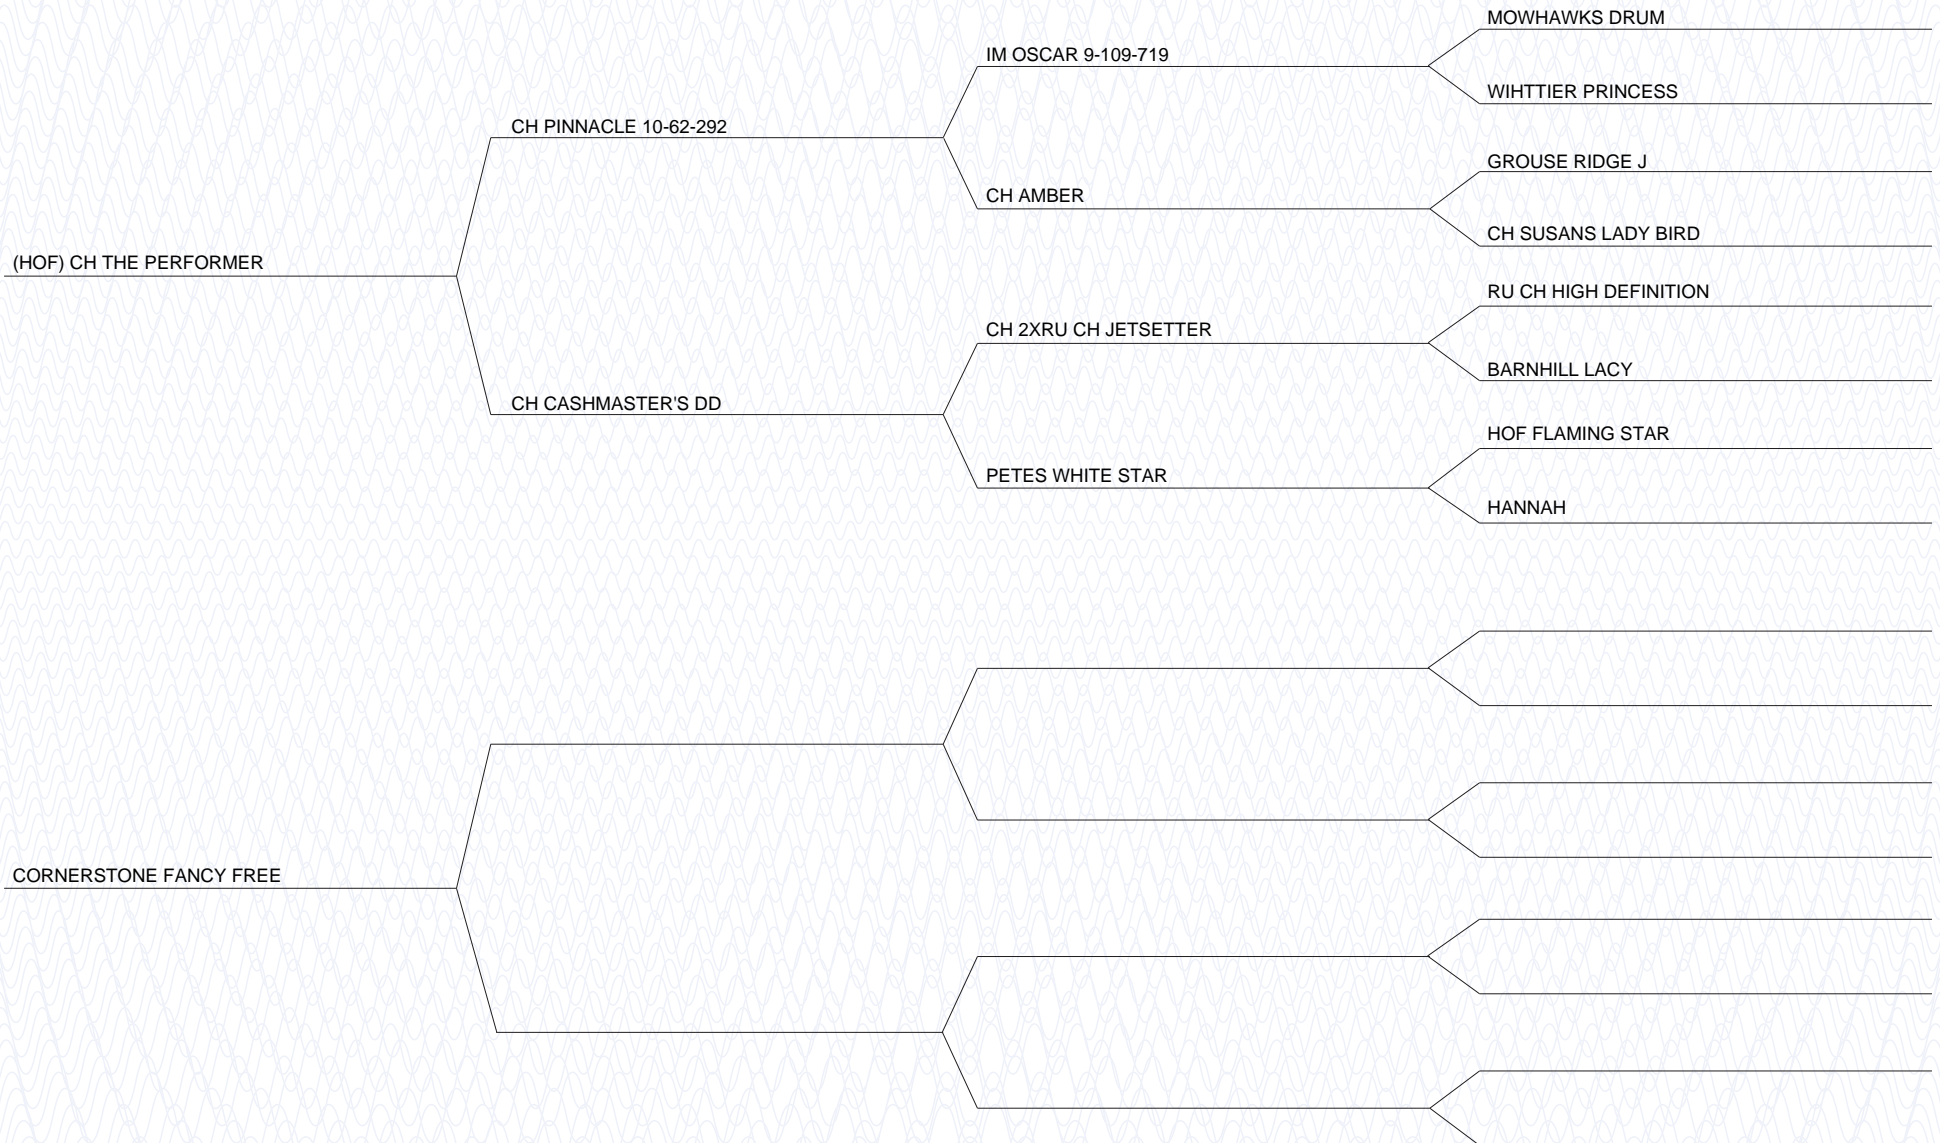 MOWHAWKS DRUM
IM OSCAR 9-109-719
WIHTTIER PRINCESS
CH PINNACLE 10-62-292
GROUSE RIDGE J
CH AMBER
CH SUSANS LADY BIRD
(HOF) CH THE PERFORMER
RU CH HIGH DEFINITION
CH 2XRU CH JETSETTER
BARNHILL LACY
CH CASHMASTER'S DD
HOF FLAMING STAR
PETES WHITE STAR
HANNAH
CORNERSTONE FANCY FREE